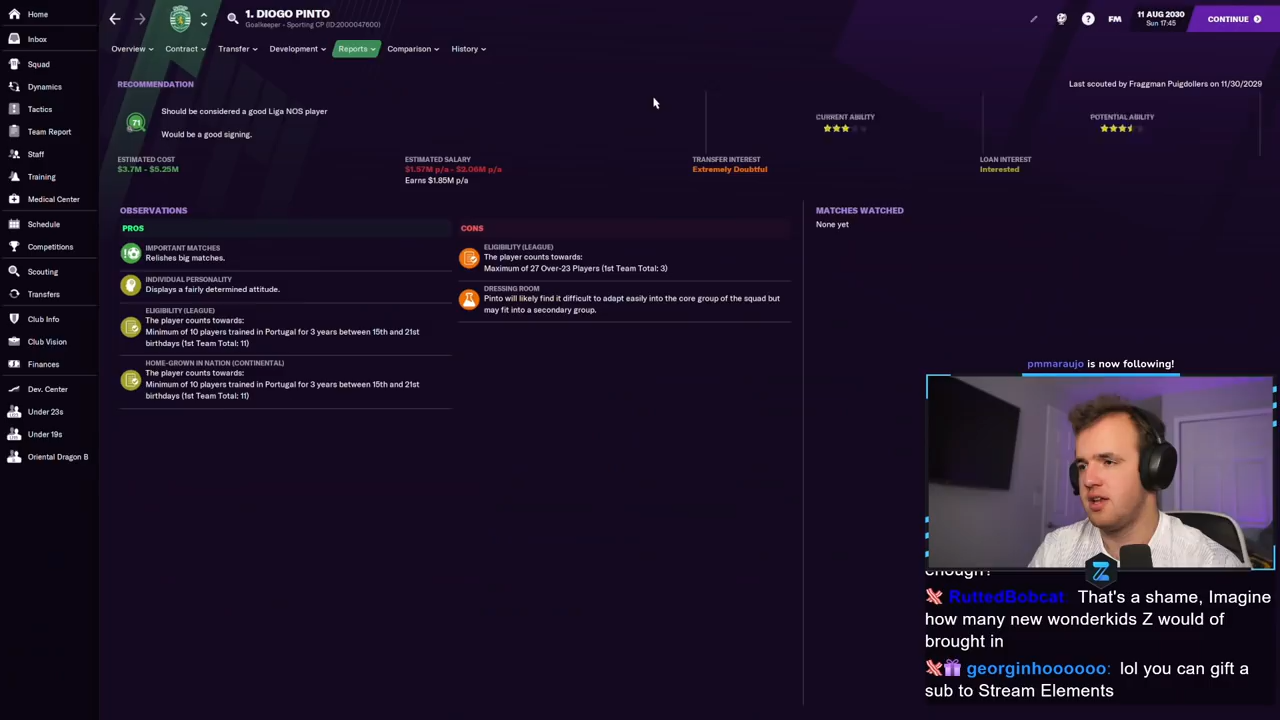 Home
Inbox
Squad
Dynamics
Tactics
Team Report
Staff
Training
Medical Center
Schedule
Competitions
Scouting
Transfers
Club Info
Club Vision
Finances
Dev. Center
Under 23s
Under 19s
Oriental Dragon B
1. DIOGO PINTO
Goalkeeper - Sporting CP (ID:2000047600)
FM
11 AUG 2030
Sun 17:45
CONTINUE
Overview
Contract
Transfer
Development
Reports
Comparison
History
RECOMMENDATION
Last scouted by Fraggman Puigdollers on 11/30/2029
71
Should be considered a good Liga NOS player
Would be a good signing.
CURRENT ABILITY
POTENTIAL ABILITY
ESTIMATED COST
$3.7M - $5.25M
ESTIMATED SALARY
$1.57M p/a - $2.06M p/a
Earns $1.85M p/a
TRANSFER INTEREST
Extremely Doubtful
LOAN INTEREST
Interested
OBSERVATIONS
PROS
IMPORTANT MATCHES
Relishes big matches.
INDIVIDUAL PERSONALITY
Displays a fairly determined attitude.
ELIGIBILITY (LEAGUE)
The player counts towards:
Minimum of 10 players trained in Portugal for 3 years between 15th and 21st
birthdays (1st Team Total: 11)
HOME-GROWN IN NATION (CONTINENTAL)
The player counts towards:
Minimum of 10 players trained in Portugal for 3 years between 15th and 21st
birthdays (1st Team Total: 11)
CONS
ELIGIBILITY (LEAGUE)
The player counts towards:
Maximum of 27 Over-23 Players (1st Team Total: 3)
DRESSING ROOM
Pinto will likely find it difficult to adapt easily into the core group of the squad but
may fit into a secondary group.
MATCHES WATCHED
None yet
pmmaraujo is now following!
enough?
RuttedBobcat: That's a shame, Imagine
how many new wonderkids Z would of
brought in
georginhoooooo: lol you can gift a
sub to Stream Elements